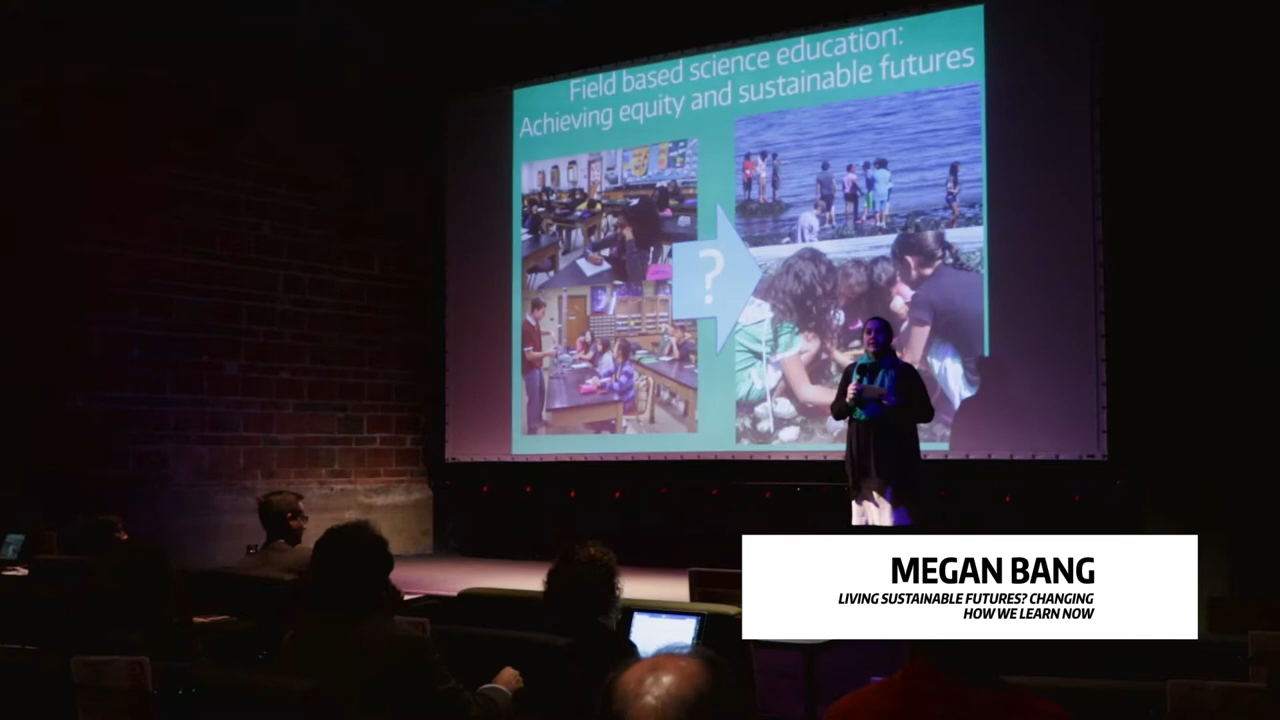 Field based science education:
Achieving equity and sustainable futures
?
MEGAN BANG
LIVING SUSTAINABLE FUTURES? CHANGING
HOW WE LEARN NOW